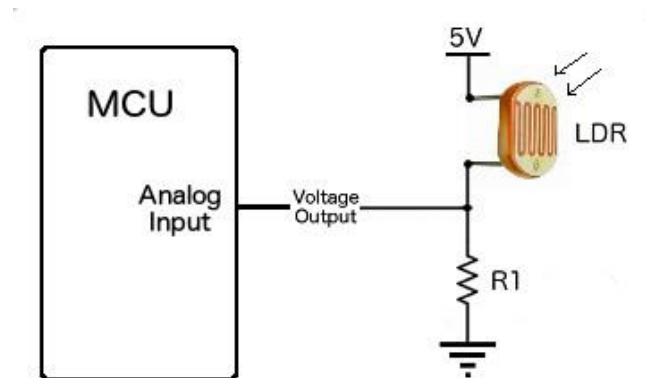 5V
MCU
LDR
Analog
Input
Voltage
Output
R1